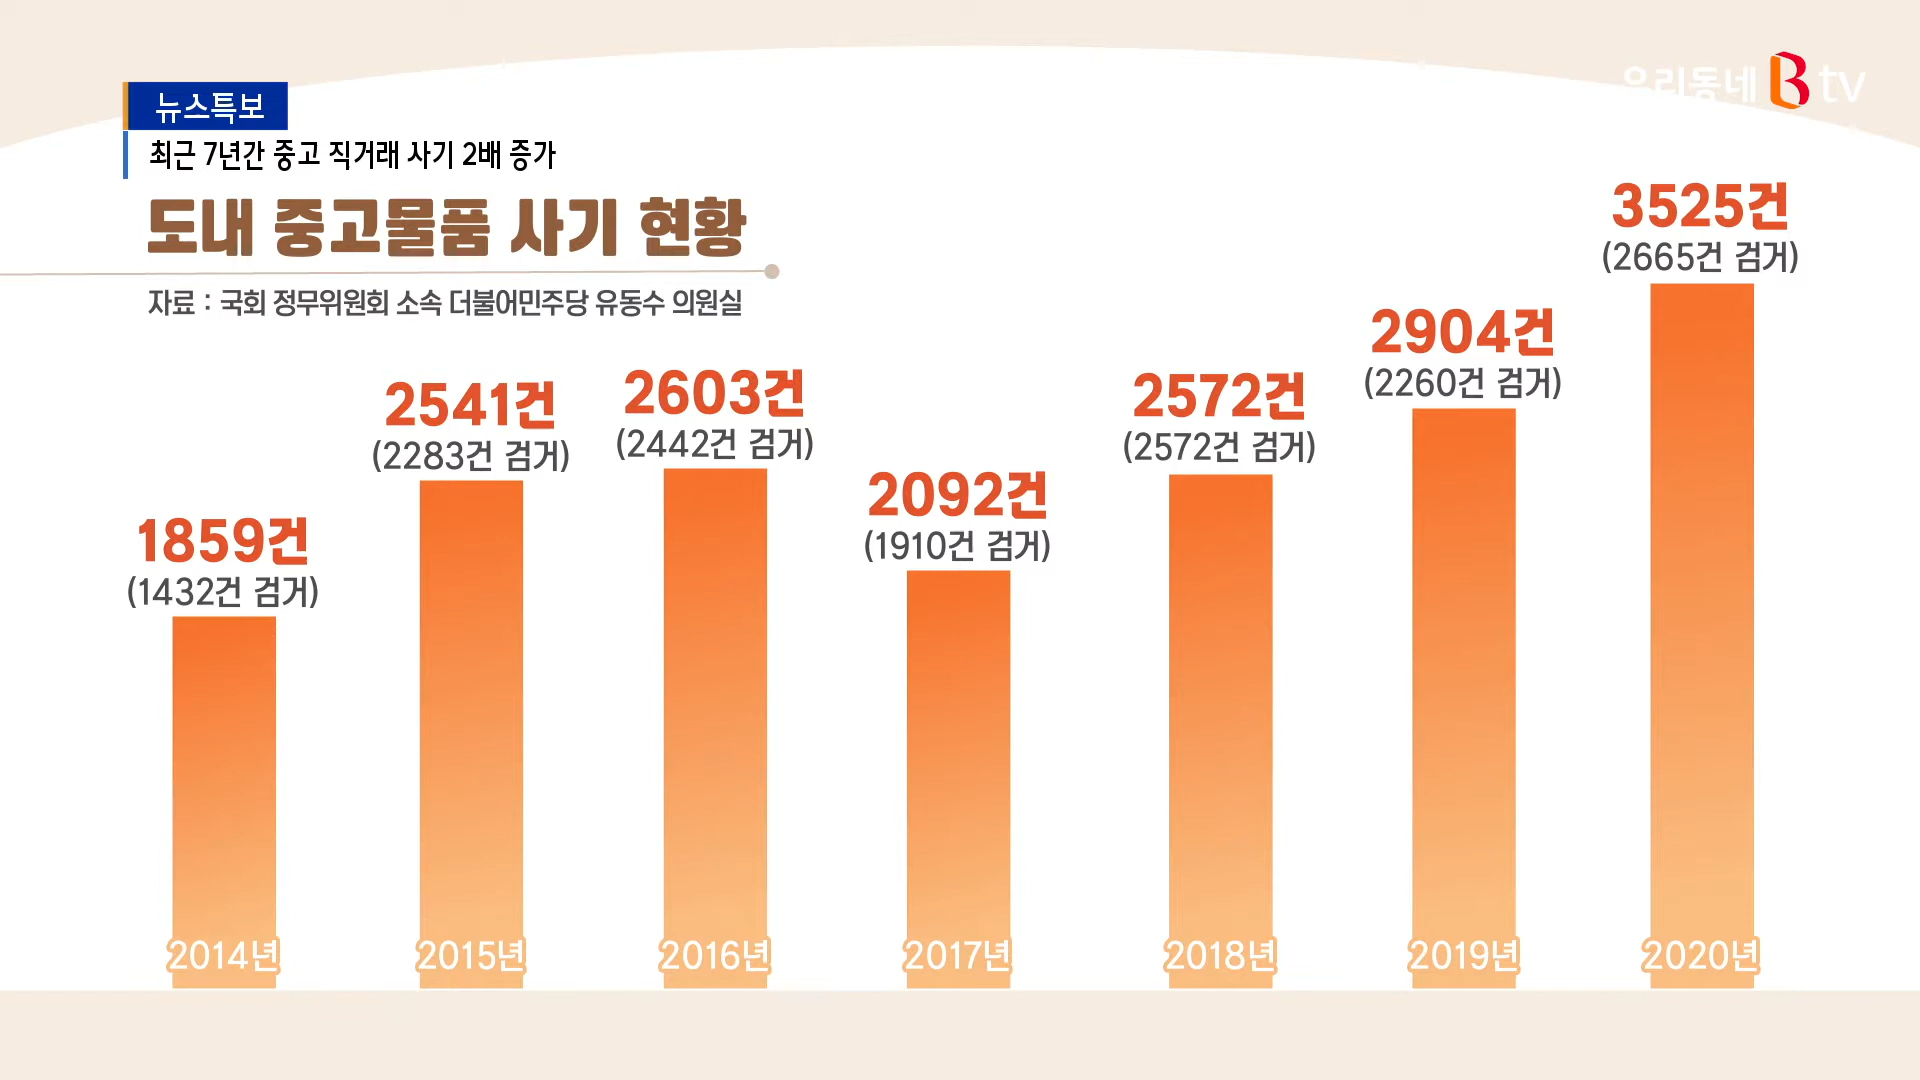 우리동네 B tv
뉴스특보
최근 7년간 중고 직거래 사기 2배 증가
도내 중고물품 사기 현황
자료 : 국회 정무위원회 소속 더불어민주당 유동수 의원실
1859건
(1432건 검거)
2014년
2541건
(2283건 검거)
2015년
2603건
(2442건 검거)
2016년
2092건
(1910건 검거)
2017년
2572건
(2572건 검거)
2018년
2904건
(2260건 검거)
2019년
3525건
(2665건 검거)
2020년